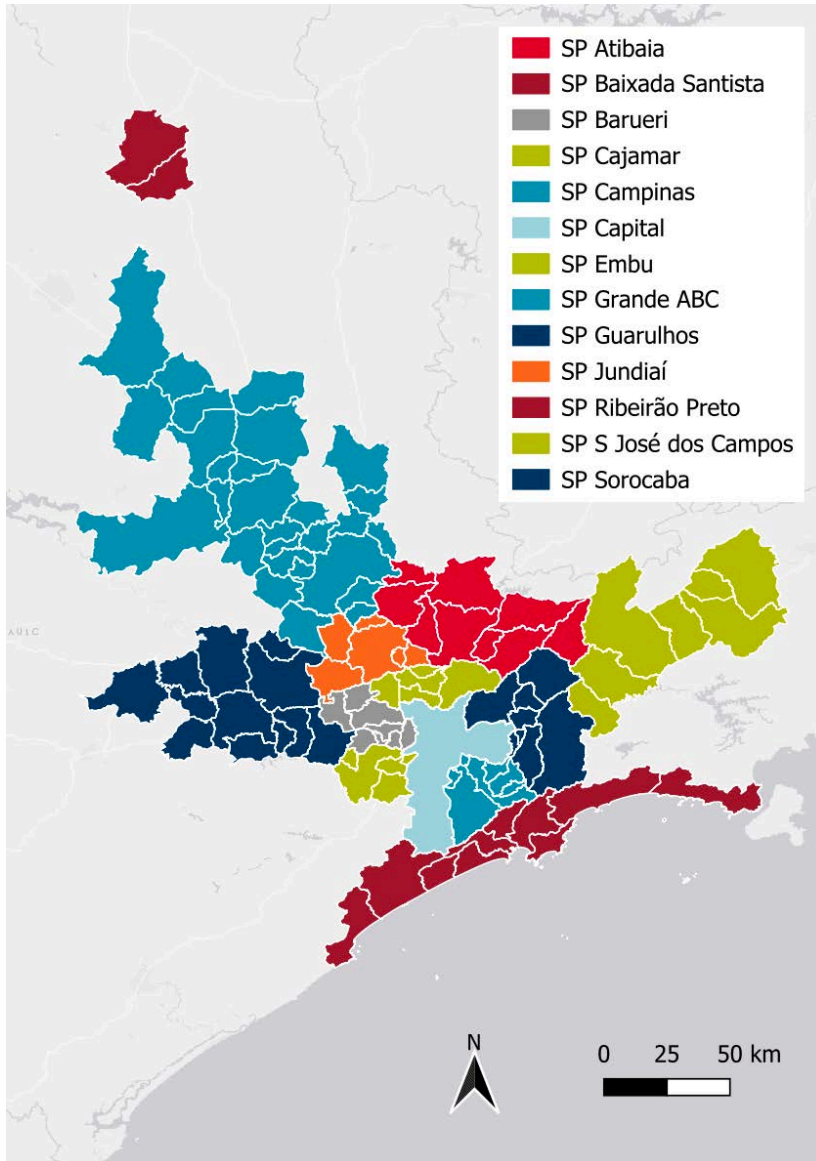 SP Atibaia
SP Baixada Santista
SP Barueri
SP Cajamar
SP Campinas
SP Capital
SP Embu
SP Grande ABC
SP Guarulhos
SP Jundiaí
SP Ribeirão Preto
SP S José dos Campos
SP Sorocaba
N
0 25 50 km